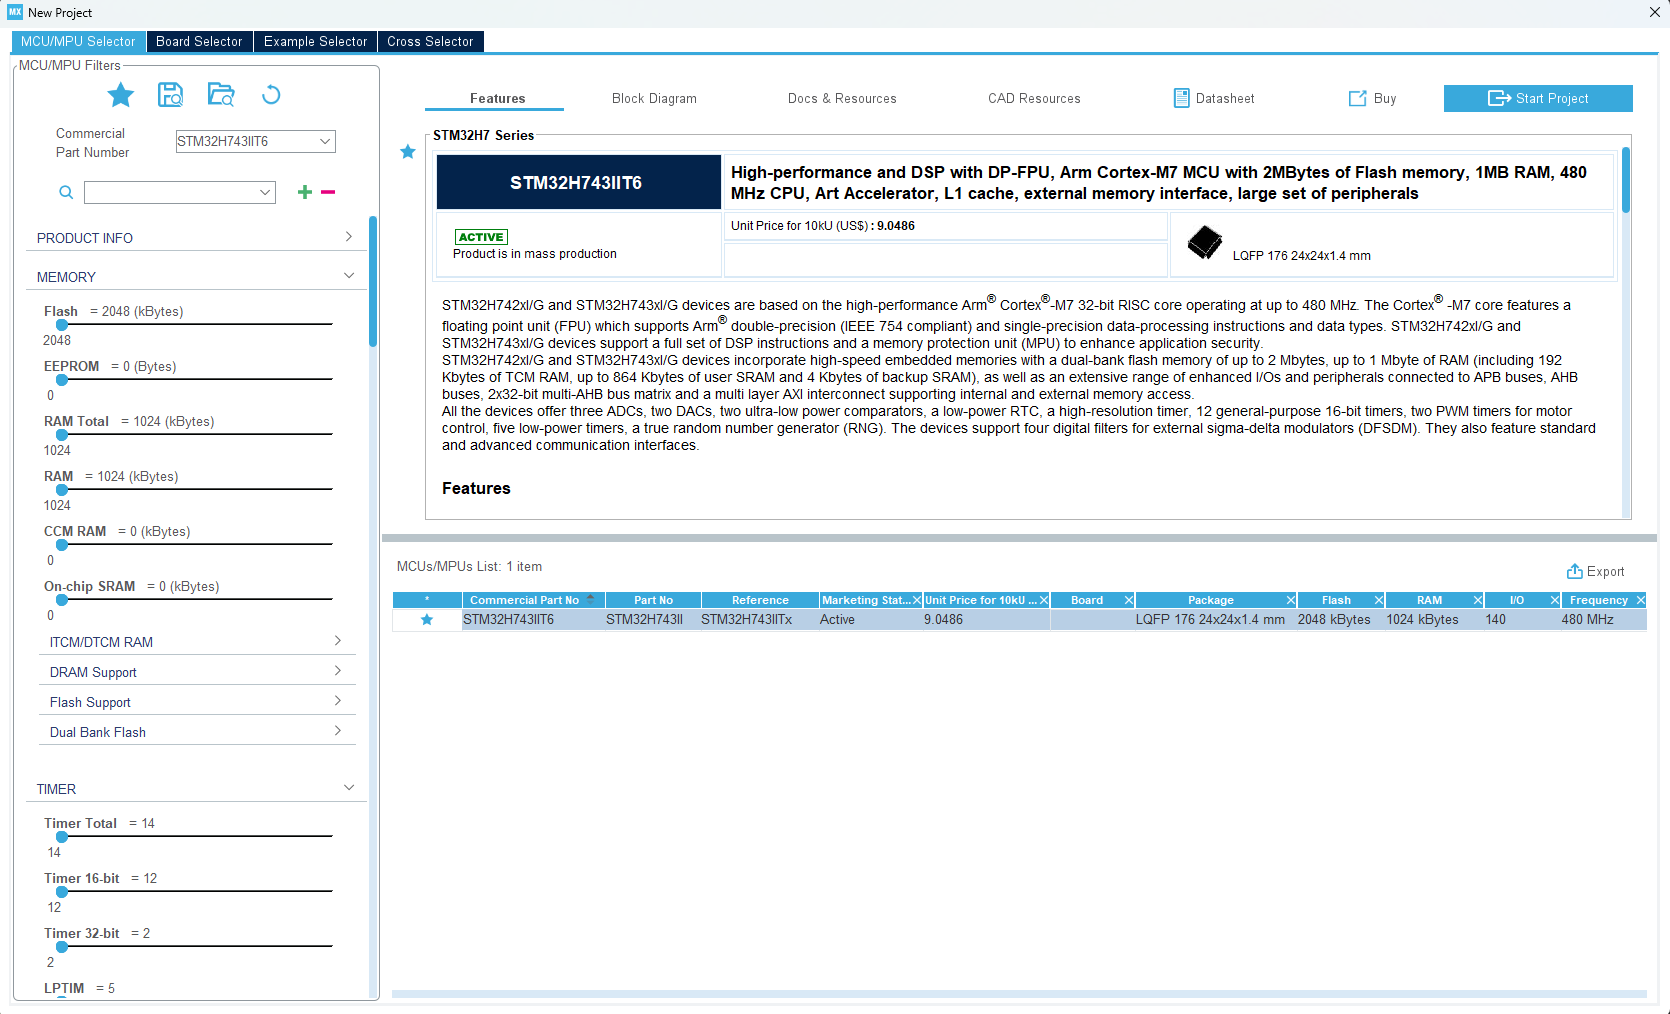 MX New Project
MCU/MPU Selector Board Selector Example Selector Cross Selector
MCU/MPU Filters
Commercial
Part Number
STM32H743IIT6
PRODUCT INFO
MEMORY
Flash = 2048 (kBytes)
2048
EEPROM = 0 (Bytes)
0
RAM Total = 1024 (kBytes)
1024
RAM = 1024 (kBytes)
1024
CCM RAM = 0 (kBytes)
0
On-chip SRAM = 0 (kBytes)
0
ITCM/DTCM RAM
DRAM Support
Flash Support
Dual Bank Flash
TIMER
Timer Total = 14
14
Timer 16-bit = 12
12
Timer 32-bit = 2
2
LPTIM = 5
Features Block Diagram Docs & Resources CAD Resources Datasheet Buy Start Project
STM32H7 Series
STM32H743IIT6
High-performance and DSP with DP-FPU, Arm Cortex-M7 MCU with 2MBytes of Flash memory, 1MB RAM, 480
MHz CPU, Art Accelerator, L1 cache, external memory interface, large set of peripherals
ACTIVE
Product is in mass production
Unit Price for 10kU (US$) : 9.0486
LQFP 176 24x24x1.4 mm
STM32H742xI/G and STM32H743xI/G devices are based on the high-performance Arm® Cortex®-M7 32-bit RISC core operating at up to 480 MHz. The Cortex® -M7 core features a
floating point unit (FPU) which supports Arm® double-precision (IEEE 754 compliant) and single-precision data-processing instructions and data types. STM32H742xI/G and
STM32H743xI/G devices support a full set of DSP instructions and a memory protection unit (MPU) to enhance application security.
STM32H742xI/G and STM32H743xI/G devices incorporate high-speed embedded memories with a dual-bank flash memory of up to 2 Mbytes, up to 1 Mbyte of RAM (including 192
Kbytes of TCM RAM, up to 864 Kbytes of user SRAM and 4 Kbytes of backup SRAM), as well as an extensive range of enhanced I/Os and peripherals connected to APB buses, AHB
buses, 2x32-bit multi-AHB bus matrix and a multi layer AXI interconnect supporting internal and external memory access.
All the devices offer three ADCs, two DACs, two ultra-low power comparators, a low-power RTC, a high-resolution timer, 12 general-purpose 16-bit timers, two PWM timers for motor
control, five low-power timers, a true random number generator (RNG). The devices support four digital filters for external sigma-delta modulators (DFSDM). They also feature standard
and advanced communication interfaces.
Features
MCUs/MPUs List: 1 item
Export
* Commercial Part No Part No Reference Marketing Stat... Unit Price for 10kU ... Board Package Flash RAM I/O Frequency
STM32H743IIT6 STM32H743II STM32H743IITx Active 9.0486 LQFP 176 24x24x1.4 mm 2048 kBytes 1024 kBytes 140 480 MHz